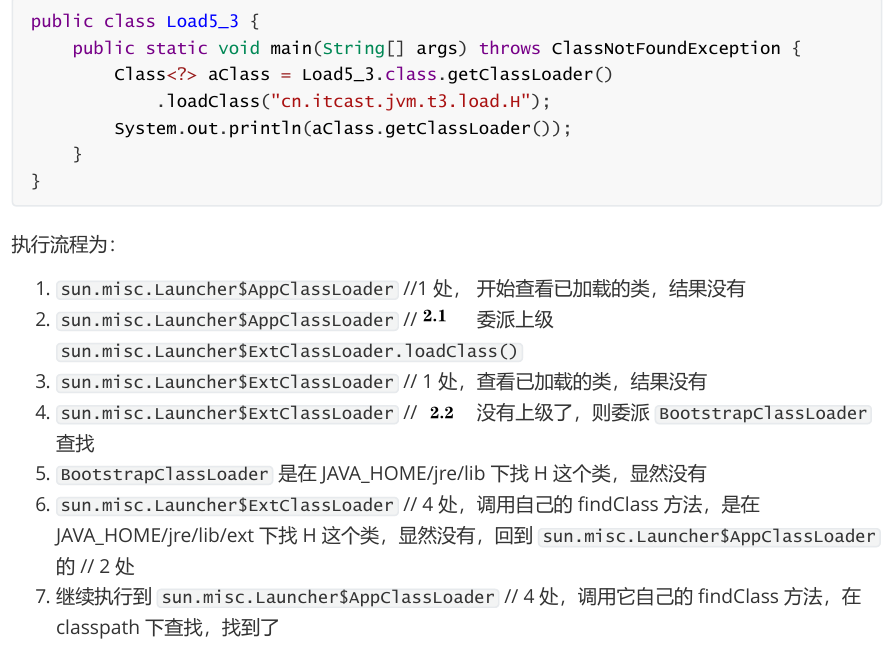 public class Load5_3 {
    public static void main(String[] args) throws ClassNotFoundException {
        Class<?> aClass = Load5_3.class.getClassLoader()
            .loadClass("cn.itcast.jvm.t3.load.H");
        System.out.println(aClass.getClassLoader());
    }
}
执行流程为：
1. sun.misc.Launcher$AppClassLoader //1 处， 开始查看已加载的类，结果没有
2. sun.misc.Launcher$AppClassLoader // 2.1 委派上级
sun.misc.Launcher$ExtClassLoader.loadClass()
3. sun.misc.Launcher$ExtClassLoader // 1 处，查看已加载的类，结果没有
4. sun.misc.Launcher$ExtClassLoader // 2.2 没有上级了，则委派 BootstrapClassLoader
查找
5. BootstrapClassLoader 是在 JAVA_HOME/jre/lib 下找 H 这个类，显然没有
6. sun.misc.Launcher$ExtClassLoader // 4 处，调用自己的 findClass 方法，是在
JAVA_HOME/jre/lib/ext 下找 H 这个类，显然没有，回到 sun.misc.Launcher$AppClassLoader
的 // 2 处
7. 继续执行到 sun.misc.Launcher$AppClassLoader // 4 处，调用它自己的 findClass 方法，在
classpath 下查找，找到了